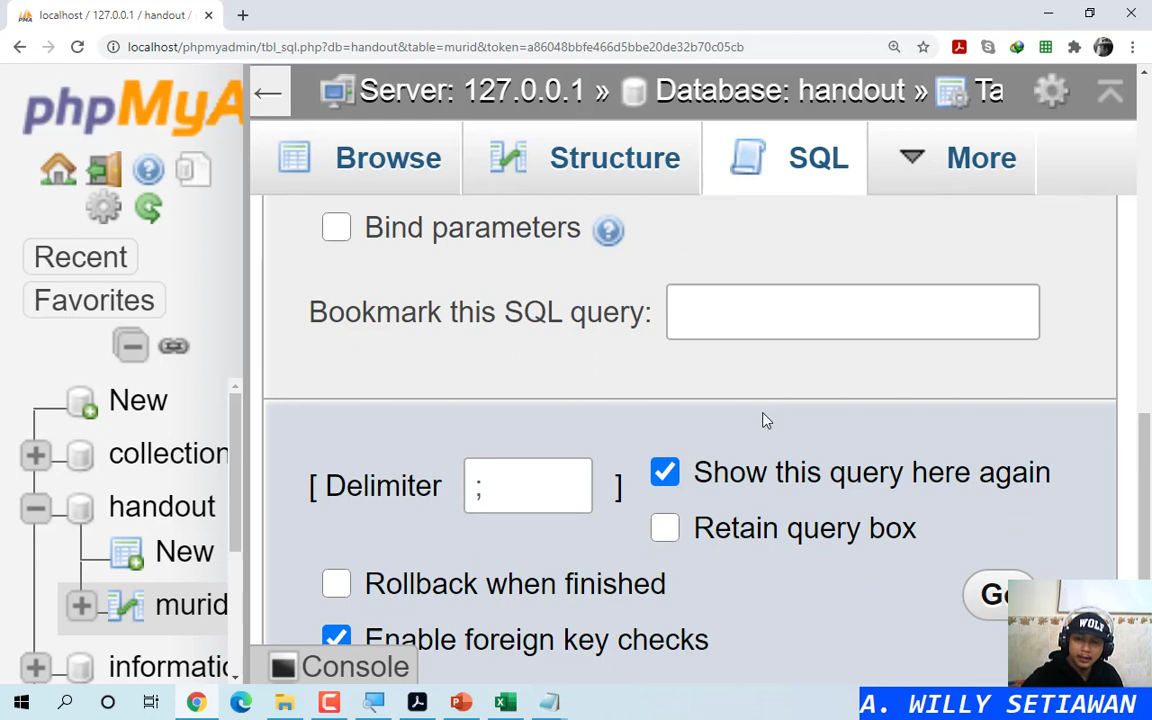 localhost / 127.0.0.1 / handout /
localhost/phpmyadmin/tbl_sql.php?db=handout&table=murid&token=a86048bbfe466d5bbe20de32b70c05cb
phpMyA
Server: 127.0.0.1 » Database: handout » Ta
Browse
Structure
SQL
More
Recent
Favorites
New
collection
handout
New
murid
informatic
Bind parameters
Bookmark this SQL query:
[ Delimiter ; ]
Show this query here again
Retain query box
Rollback when finished
Go
Enable foreign key checks
Console
WOLF
A. WILLY SETIAWAN